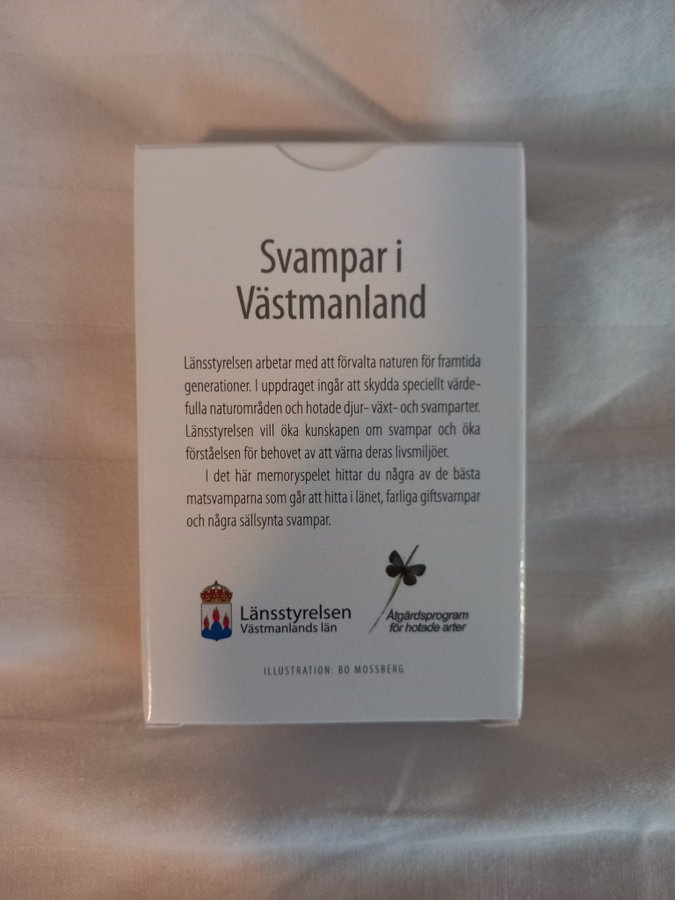 Svampar i
Västmanland
Länsstyrelsen arbetar med att förvalta naturen för framtida
generationer. I uppdraget ingår att skydda speciellt värde-
fulla naturområden och hotade djur- växt- och svamparter.
Länsstyrelsen vill öka kunskapen om svampar och öka
förståelsen för behovet av att värna deras livsmiljöer.
I det här memoryspelet hittar du några av de bästa
matsvamparna som går att hitta i länet, farliga giftsvampar
och några sällsynta svampar.
Länsstyrelsen
Västmanlands län
Åtgärdsprogram
för hotade arter
ILLUSTRATION: BO MOSSBERG